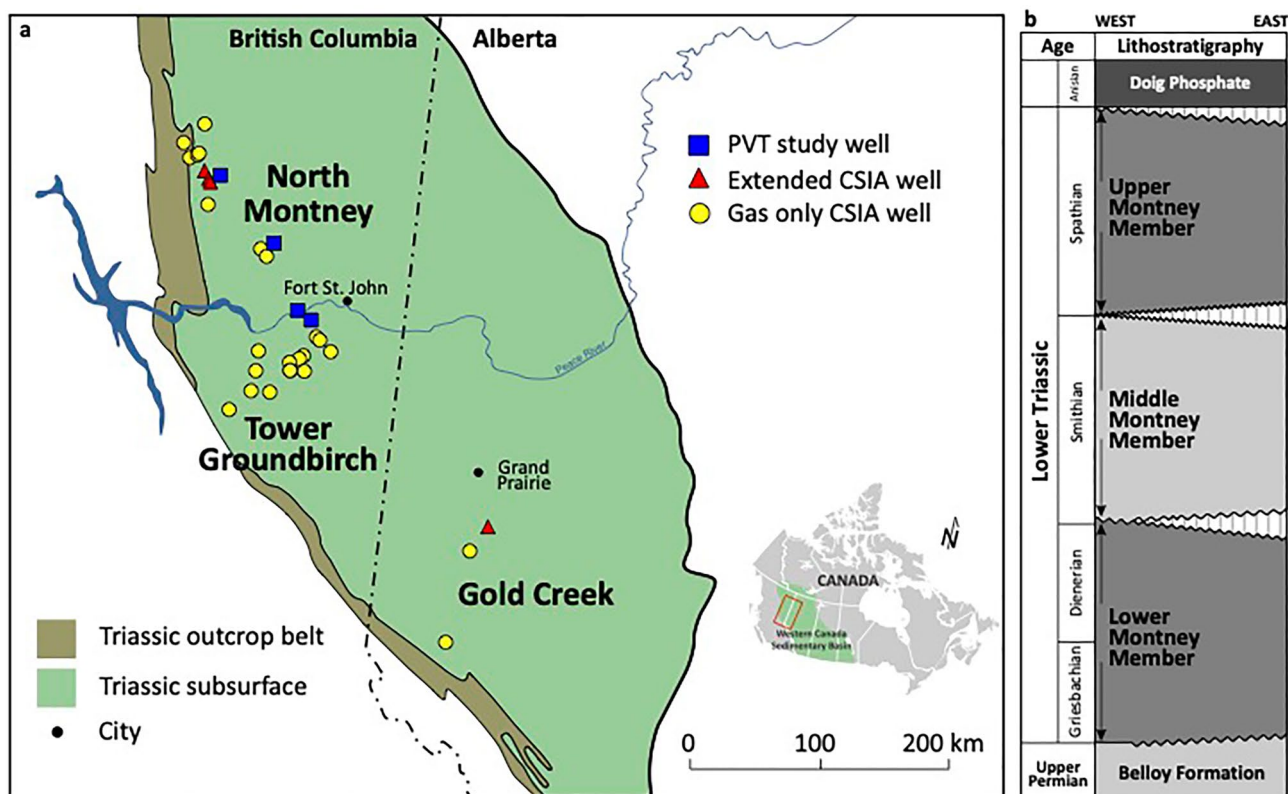 a
British Columbia
Alberta
PVT study well
Extended CSIA well
Gas only CSIA well
North
Montney
Fort St. John
Peace River
Tower
Groundbirch
Grand
Prairie
Gold Creek
N
CANADA
Western Canada
Sedimentary Basin
Triassic outcrop belt
Triassic subsurface
City
0 100 200 km
b
WEST EAST
Age Lithostratigraphy
Anisian
Doig Phosphate
Lower Triassic
Spathian
Upper
Montney
Member
Smithian
Middle
Montney
Member
Dienerian
Lower
Montney
Member
Griesbachian
Upper
Permian
Belloy Formation